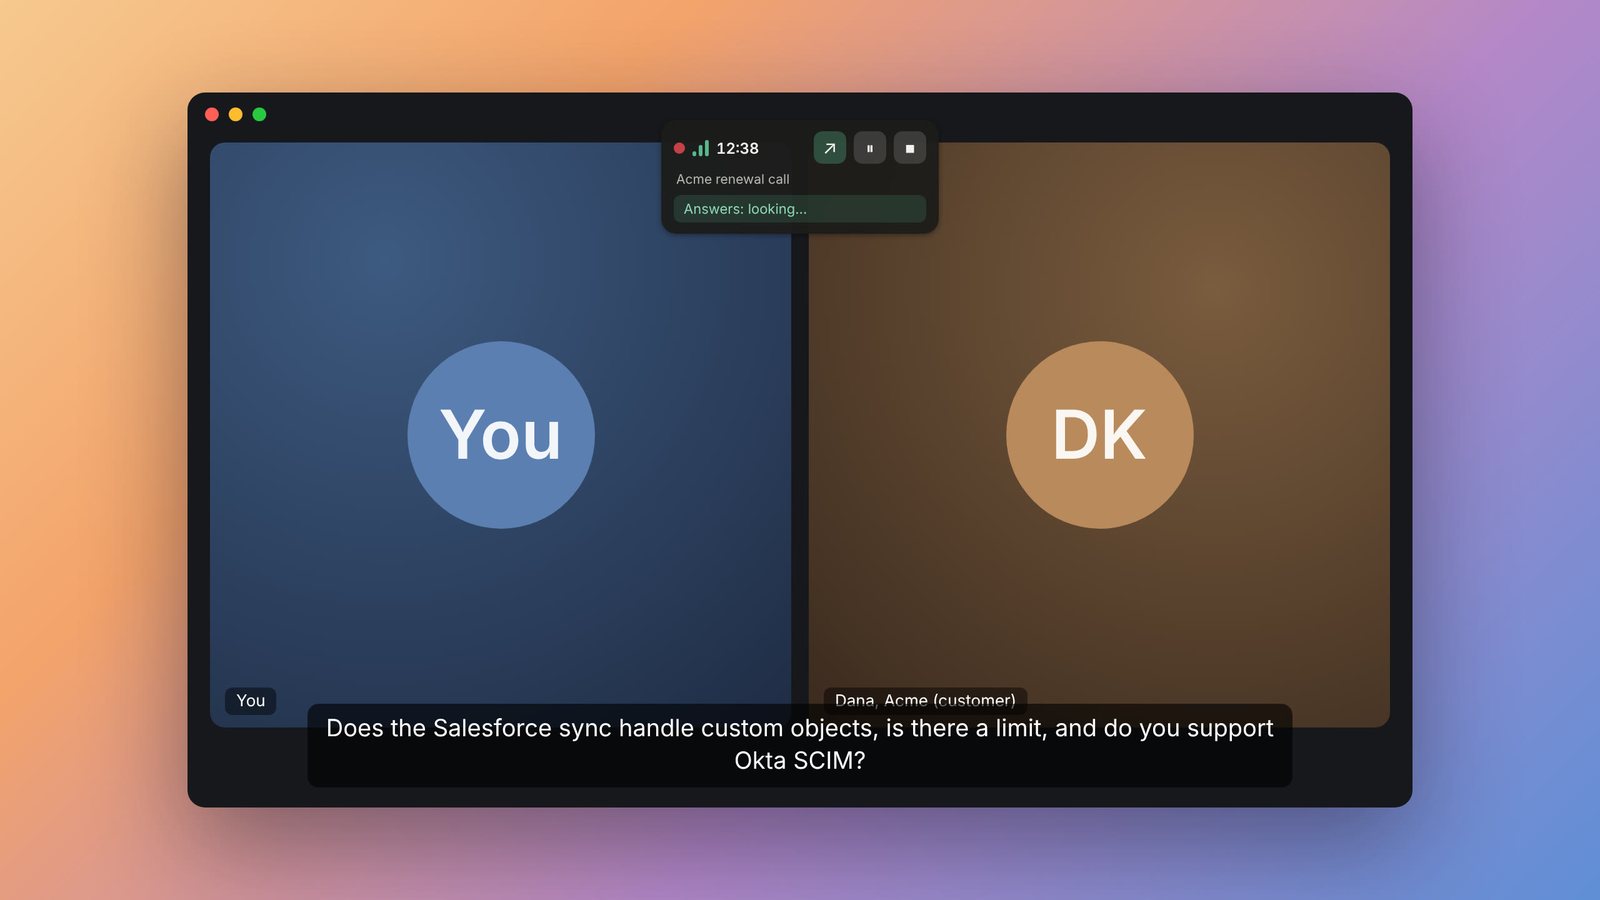 12:38
Acme renewal call
Answers: looking...
You
DK
You
Dana, Acme (customer)
Does the Salesforce sync handle custom objects, is there a limit, and do you support
Okta SCIM?